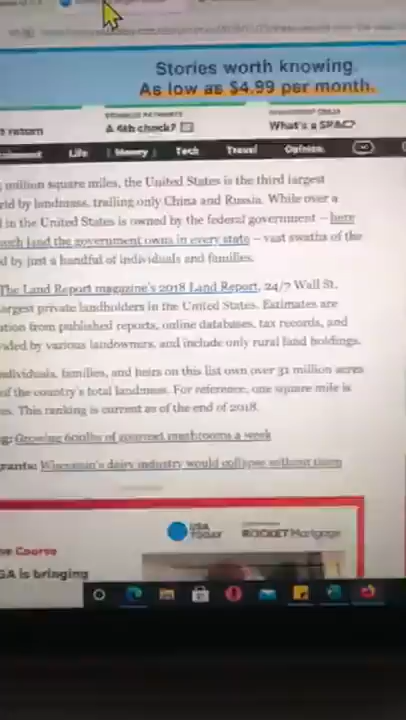 Stories worth knowing.
As low as $4.99 per month.
A 4th check?
What's a SPAC?
Life Money Tech Travel Opinion
million square miles, the United States is the third largest
by landmass, trailing only China and Russia. While over a
in the United States is owned by the federal government – here
land the government owns in every state – vast swaths of the
d by just a handful of individuals and families.
The Land Report magazine's 2018 Land Report, 24/7 Wall St.
argest private landholders in the United States. Estimates are
ation from published reports, online databases, tax records, and
vided by various landowners, and include only rural land holdings.
ndividuals, families, and heirs on this list own over 31 million acres
of the country's total landmass. For reference, one square mile is
es. This ranking is current as of the end of 2018.
g: Growing 600lbs of gourmet mushrooms a week
rants: Wisconsin's dairy industry would collapse without them
USA TODAY ROCKET Mortgage
Course
GA is bringing